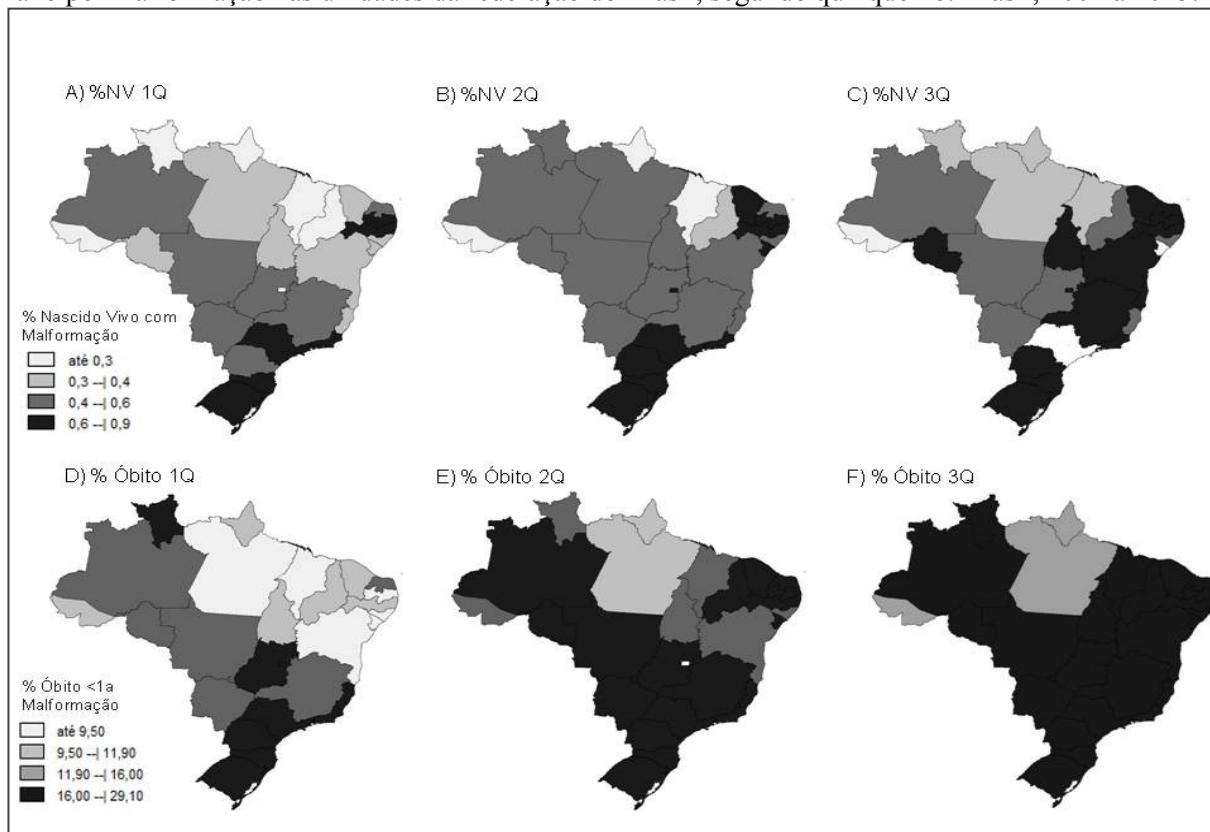 A) %NV 1Q
B) %NV 2Q
C) %NV 3Q
% Nascido Vivo com
Malformação
até 0,3
0,3 --| 0,4
0,4 --| 0,6
0,6 --| 0,9
D) % Óbito 1Q
E) % Óbito 2Q
F) % Óbito 3Q
% Óbito <1a
Malformação
até 9,50
9,50 --| 11,90
11,90 --| 16,00
16,00 --| 29,10